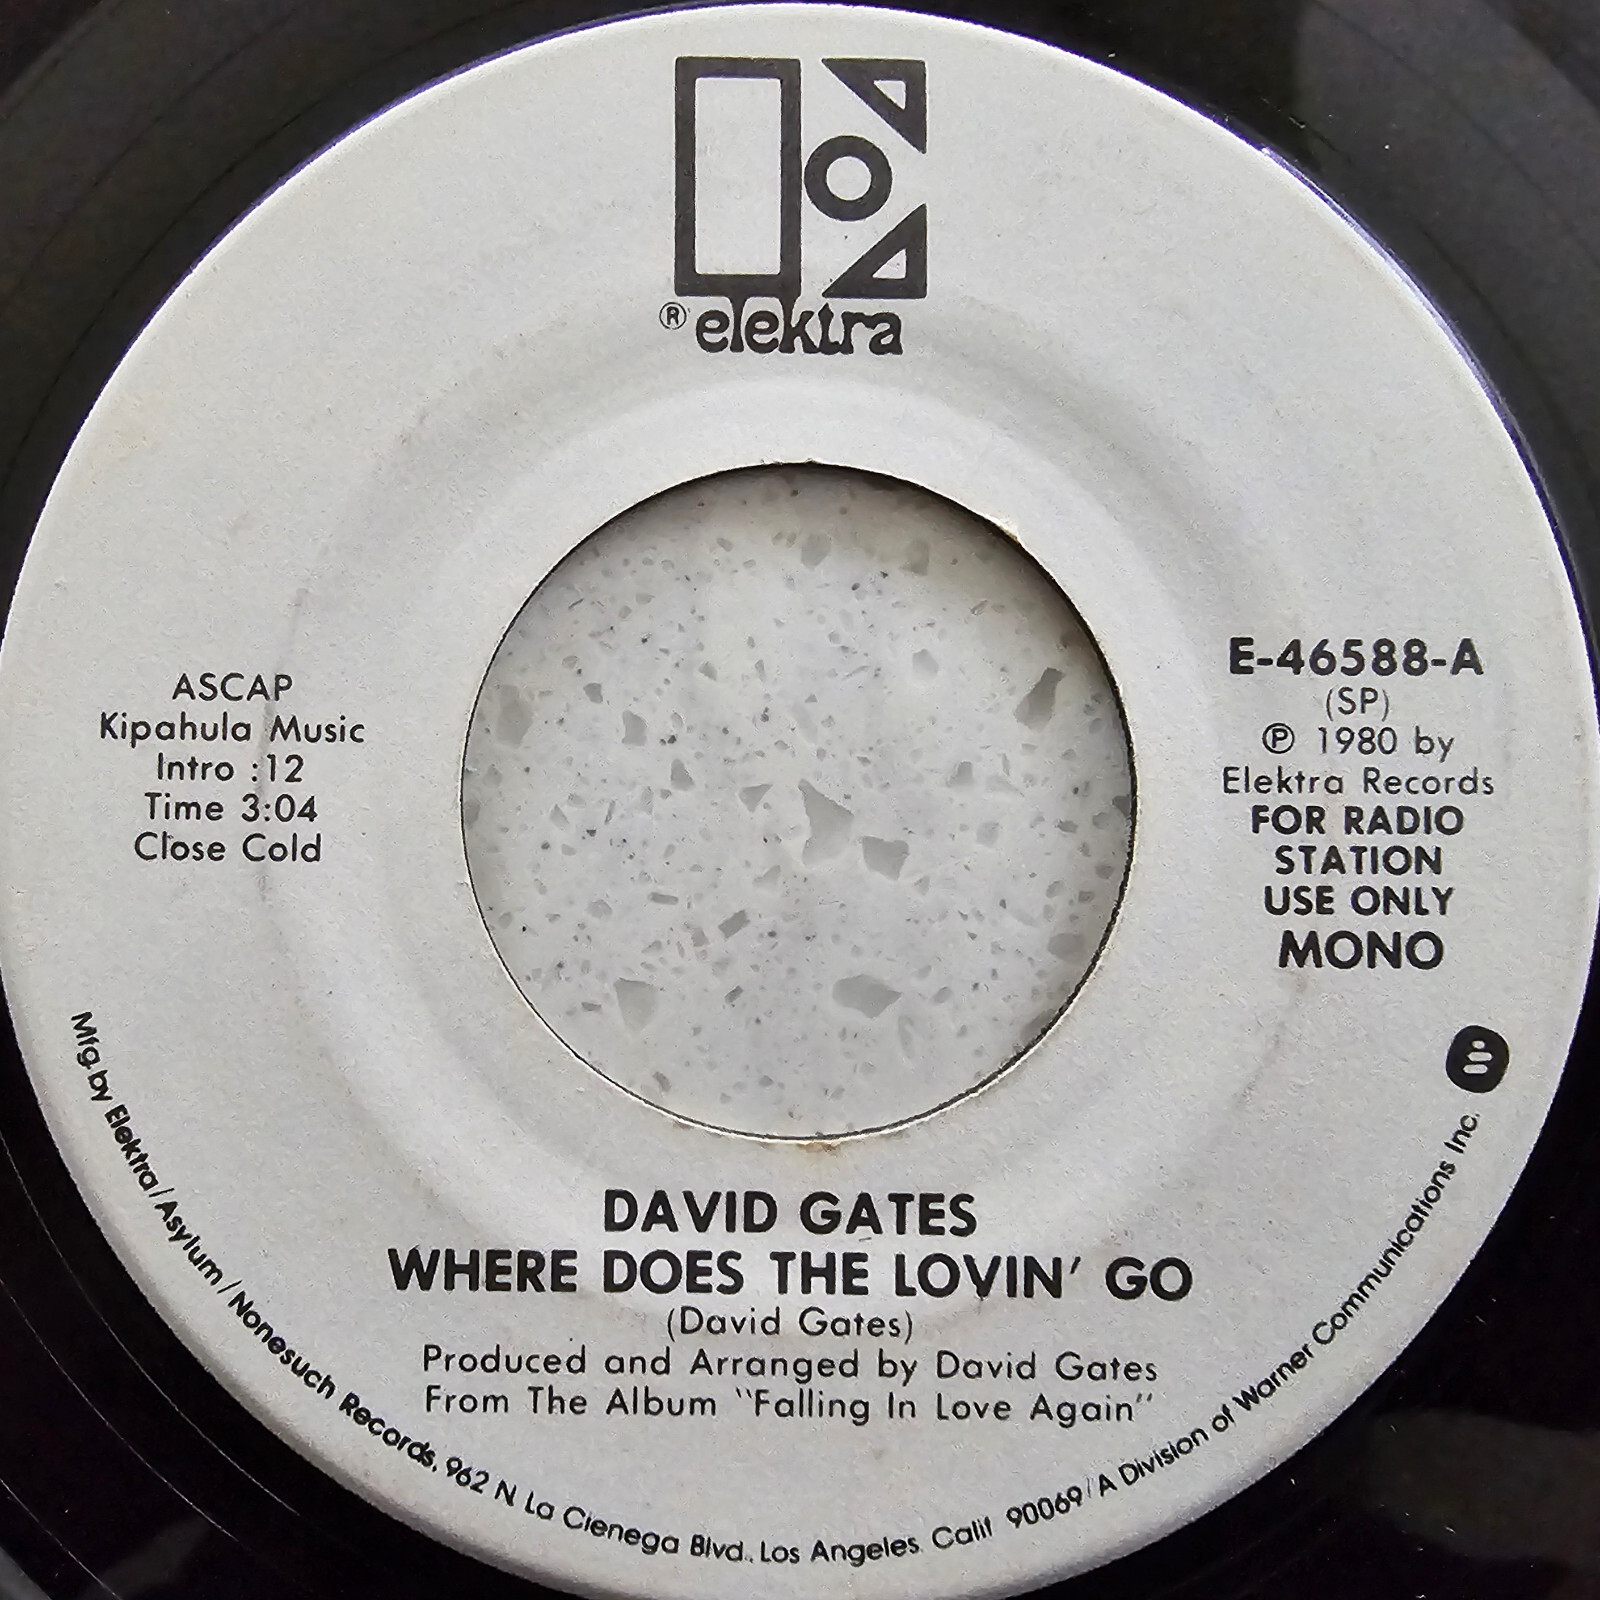 ® elektra
ASCAP
Kipahula Music
Intro :12
Time 3:04
Close Cold
E-46588-A
(SP)
℗ 1980 by
Elektra Records
FOR RADIO
STATION
USE ONLY
MONO
DAVID GATES
WHERE DOES THE LOVIN' GO
(David Gates)
Produced and Arranged by David Gates
From The Album "Falling In Love Again"
Mfg. by Elektra/Asylum/Nonesuch Records, 962 N. La Cienega Blvd., Los Angeles, Calif. 90069/A Division of Warner Communications Inc.